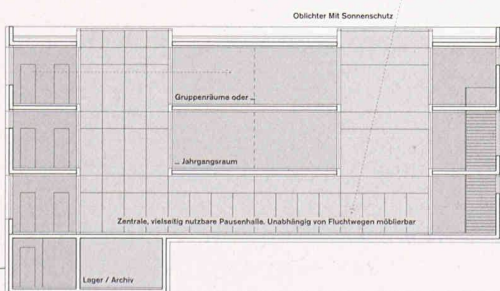 Oblichter Mit Sonnenschutz
Gruppenräume oder ...
... Jahrgangsraum
Zentrale, vielseitig nutzbare Pausenhalle. Unabhängig von Fluchtwegen möblierbar
Lager / Archiv